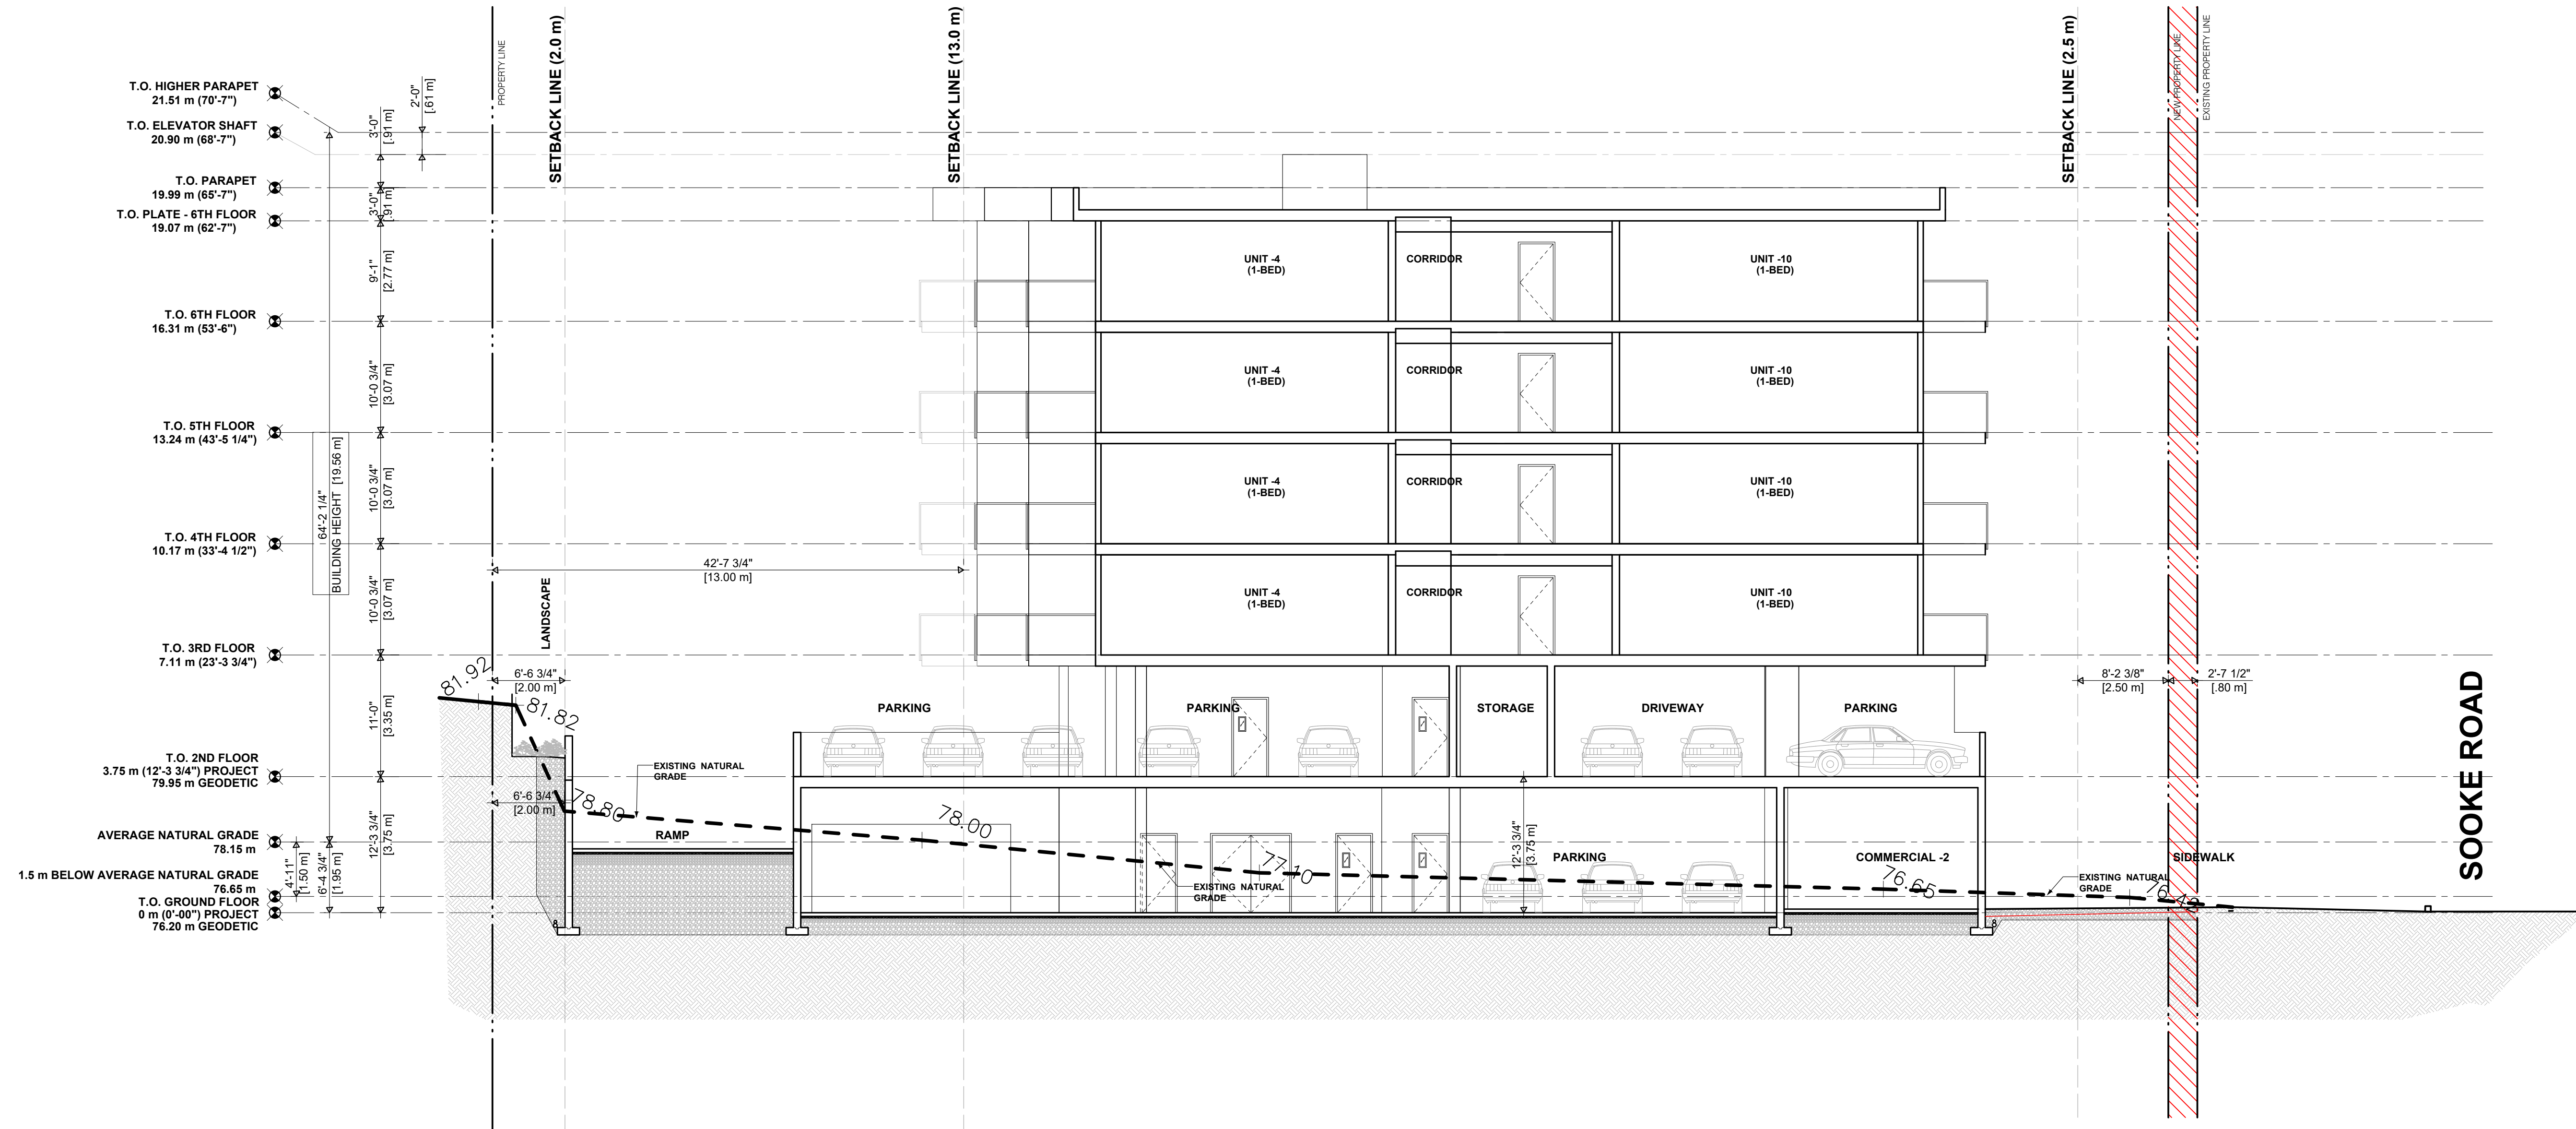 PROPERTY LINE
SETBACK LINE (2.0 m)
SETBACK LINE (13.0 m)
SETBACK LINE (2.5 m)
NEW PROPERTY LINE
EXISTING PROPERTY LINE
T.O. HIGHER PARAPET
21.51 m (70'-7")
T.O. ELEVATOR SHAFT
20.90 m (68'-7")
T.O. PARAPET
19.99 m (65'-7")
T.O. PLATE - 6TH FLOOR
19.07 m (62'-7")
T.O. 6TH FLOOR
16.31 m (53'-6")
T.O. 5TH FLOOR
13.24 m (43'-5 1/4")
T.O. 4TH FLOOR
10.17 m (33'-4 1/2")
T.O. 3RD FLOOR
7.11 m (23'-3 3/4")
T.O. 2ND FLOOR
3.75 m (12'-3 3/4") PROJECT
79.95 m GEODETIC
AVERAGE NATURAL GRADE
78.15 m
1.5 m BELOW AVERAGE NATURAL GRADE
76.65 m
T.O. GROUND FLOOR
0 m (0'-00") PROJECT
76.20 m GEODETIC
2'-0"
[.61 m]
3'-0"
[.91 m]
3'-0"
[.91 m]
9'-1"
[2.77 m]
10'-0 3/4"
[3.07 m]
10'-0 3/4"
[3.07 m]
10'-0 3/4"
[3.07 m]
11'-0"
[3.35 m]
12'-3 3/4"
[3.75 m]
64'-2 1/4"
BUILDING HEIGHT [19.56 m]
4'-11"
[1.50 m]
6'-4 3/4"
[1.95 m]
42'-7 3/4"
[13.00 m]
LANDSCAPE
6'-6 3/4"
[2.00 m]
6'-6 3/4"
[2.00 m]
81.92
81.82
78.80
78.00
77.10
76.65
UNIT -4
(1-BED)
CORRIDOR
UNIT -10
(1-BED)
UNIT -4
(1-BED)
CORRIDOR
UNIT -10
(1-BED)
UNIT -4
(1-BED)
CORRIDOR
UNIT -10
(1-BED)
UNIT -4
(1-BED)
CORRIDOR
UNIT -10
(1-BED)
PARKING
PARKING
STORAGE
DRIVEWAY
PARKING
EXISTING NATURAL
GRADE
RAMP
EXISTING NATURAL
GRADE
12'-3 3/4"
[3.75 m]
PARKING
COMMERCIAL -2
SIDEWALK
EXISTING NATURAL
GRADE
8'-2 3/8"
[2.50 m]
2'-7 1/2"
[.80 m]
SOOKE ROAD